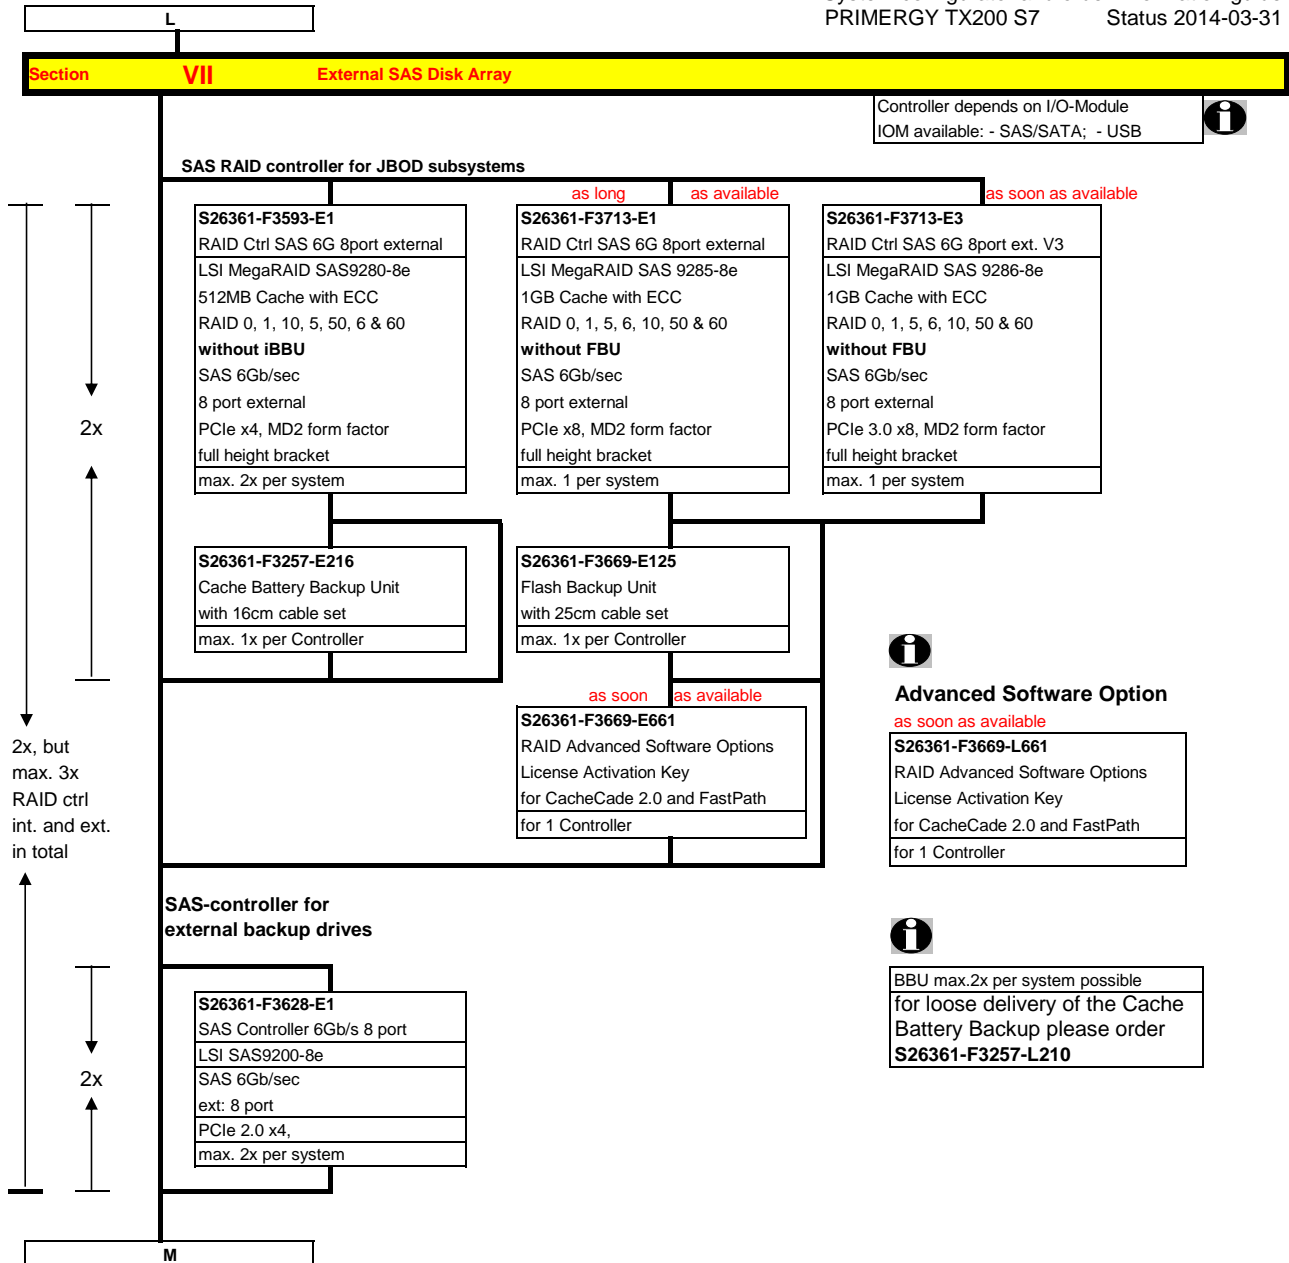 PRIMERGY TX200 S7 Status 2014-03-31
L
Section VII External SAS Disk Array
Controller depends on I/O-Module
IOM available: - SAS/SATA; - USB
SAS RAID controller for JBOD subsystems
as long as available
as soon as available
S26361-F3593-E1
RAID Ctrl SAS 6G 8port external
LSI MegaRAID SAS9280-8e
512MB Cache with ECC
RAID 0, 1, 10, 5, 50, 6 & 60
without iBBU
SAS 6Gb/sec
8 port external
PCIe x4, MD2 form factor
full height bracket
max. 2x per system
S26361-F3713-E1
RAID Ctrl SAS 6G 8port external
LSI MegaRAID SAS 9285-8e
1GB Cache with ECC
RAID 0, 1, 5, 6, 10, 50 & 60
without FBU
SAS 6Gb/sec
8 port external
PCIe x8, MD2 form factor
full height bracket
max. 1 per system
S26361-F3713-E3
RAID Ctrl SAS 6G 8port ext. V3
LSI MegaRAID SAS 9286-8e
1GB Cache with ECC
RAID 0, 1, 5, 6, 10, 50 & 60
without FBU
SAS 6Gb/sec
8 port external
PCIe 3.0 x8, MD2 form factor
full height bracket
max. 1 per system
2x
S26361-F3257-E216
Cache Battery Backup Unit
with 16cm cable set
max. 1x per Controller
S26361-F3669-E125
Flash Backup Unit
with 25cm cable set
max. 1x per Controller
as soon as available
S26361-F3669-E661
RAID Advanced Software Options
License Activation Key
for CacheCade 2.0 and FastPath
for 1 Controller
Advanced Software Option
as soon as available
S26361-F3669-L661
RAID Advanced Software Options
License Activation Key
for CacheCade 2.0 and FastPath
for 1 Controller
2x, but
max. 3x
RAID ctrl
int. and ext.
in total
SAS-controller for
external backup drives
S26361-F3628-E1
SAS Controller 6Gb/s 8 port
LSI SAS9200-8e
SAS 6Gb/sec
ext: 8 port
PCIe 2.0 x4,
max. 2x per system
2x
BBU max.2x per system possible
for loose delivery of the Cache
Battery Backup please order
S26361-F3257-L210
M